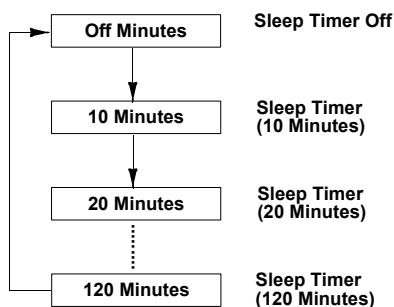 Off Minutes
Sleep Timer Off
10 Minutes
Sleep Timer
(10 Minutes)
20 Minutes
Sleep Timer
(20 Minutes)
120 Minutes
Sleep Timer
(120 Minutes)